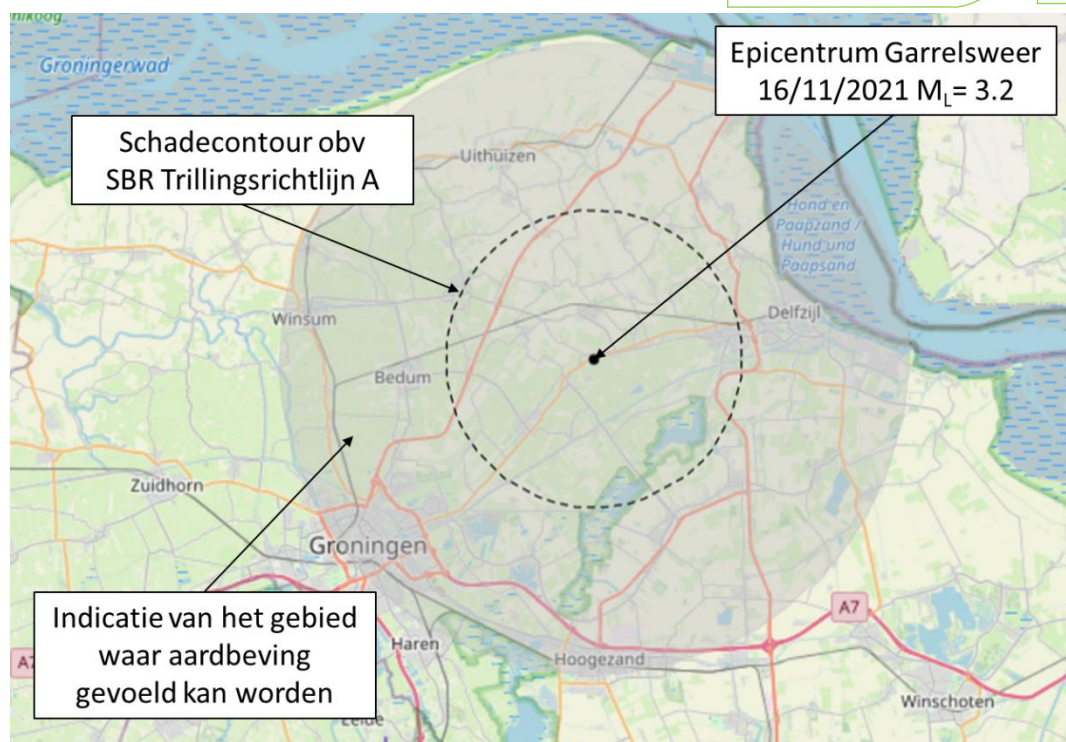 Groningerwad
Epicentrum Garrelsweer
16/11/2021 ML= 3.2
Schadecontour obv
SBR Trillingsrichtlijn A
Uithuizen
Hond en
Paapzand /
Hund und
Paapsand
Winsum
Delfzijl
Bedum
Zuidhorn
Groningen
Indicatie van het gebied
waar aardbeving
gevoeld kan worden
A7
Haren
Hoogezand
A7
Winschoten